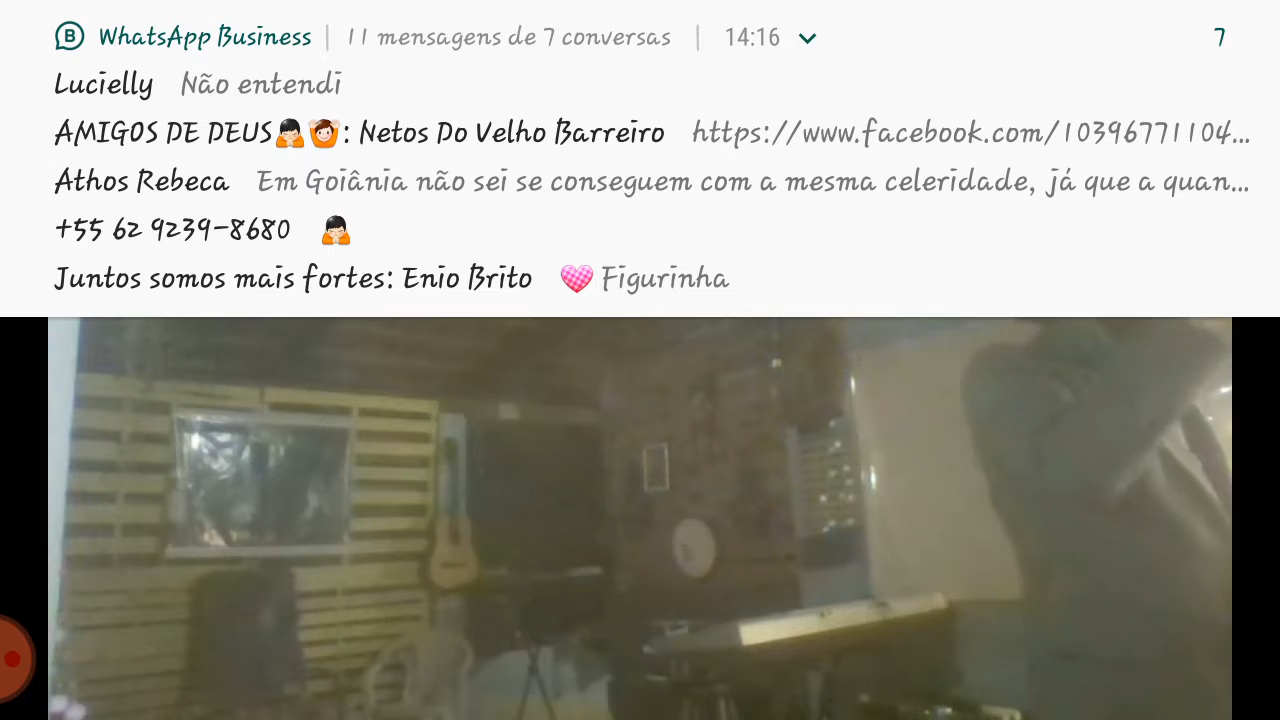 WhatsApp Business | 11 mensagens de 7 conversas | 14:16 7
Lucielly Não entendi
AMIGOS DE DEUS🙏🙆: Netos Do Velho Barreiro https://www.facebook.com/10396771104...
Athos Rebeca Em Goiânia não sei se conseguem com a mesma celeridade, já que a quan...
+55 62 9239-8680 🙏
Juntos somos mais fortes: Enio Brito 💟 Figurinha